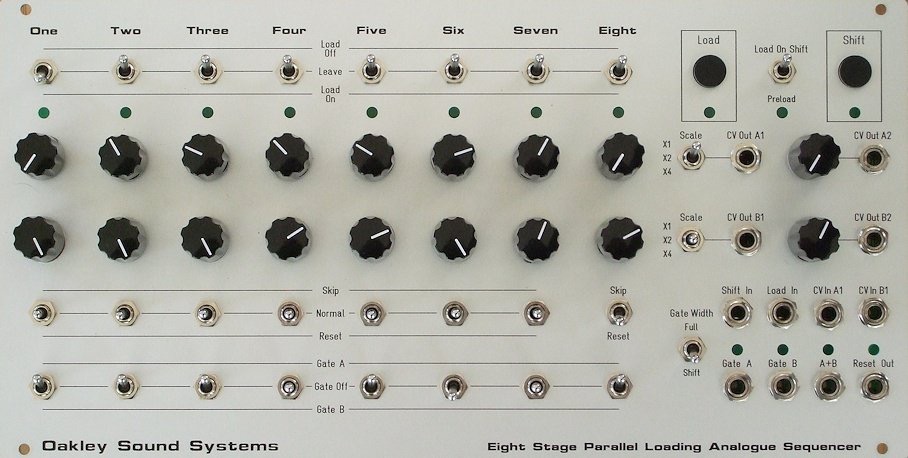 One Two Three Four Five Six Seven Eight
Load
Off
Leave
Load
On
Load
Load On Shift
Preload
Shift
Scale
X1
X2
X4
CV Out A1
CV Out A2
Scale
X1
X2
X4
CV Out B1
CV Out B2
Skip
Normal
Reset
Skip
Reset
Gate A
Gate Off
Gate B
Gate Width
Full
Shift
Shift In
Load In
CV In A1
CV In B1
Gate A
Gate B
A+B
Reset Out
Oakley Sound Systems
Eight Stage Parallel Loading Analogue Sequencer